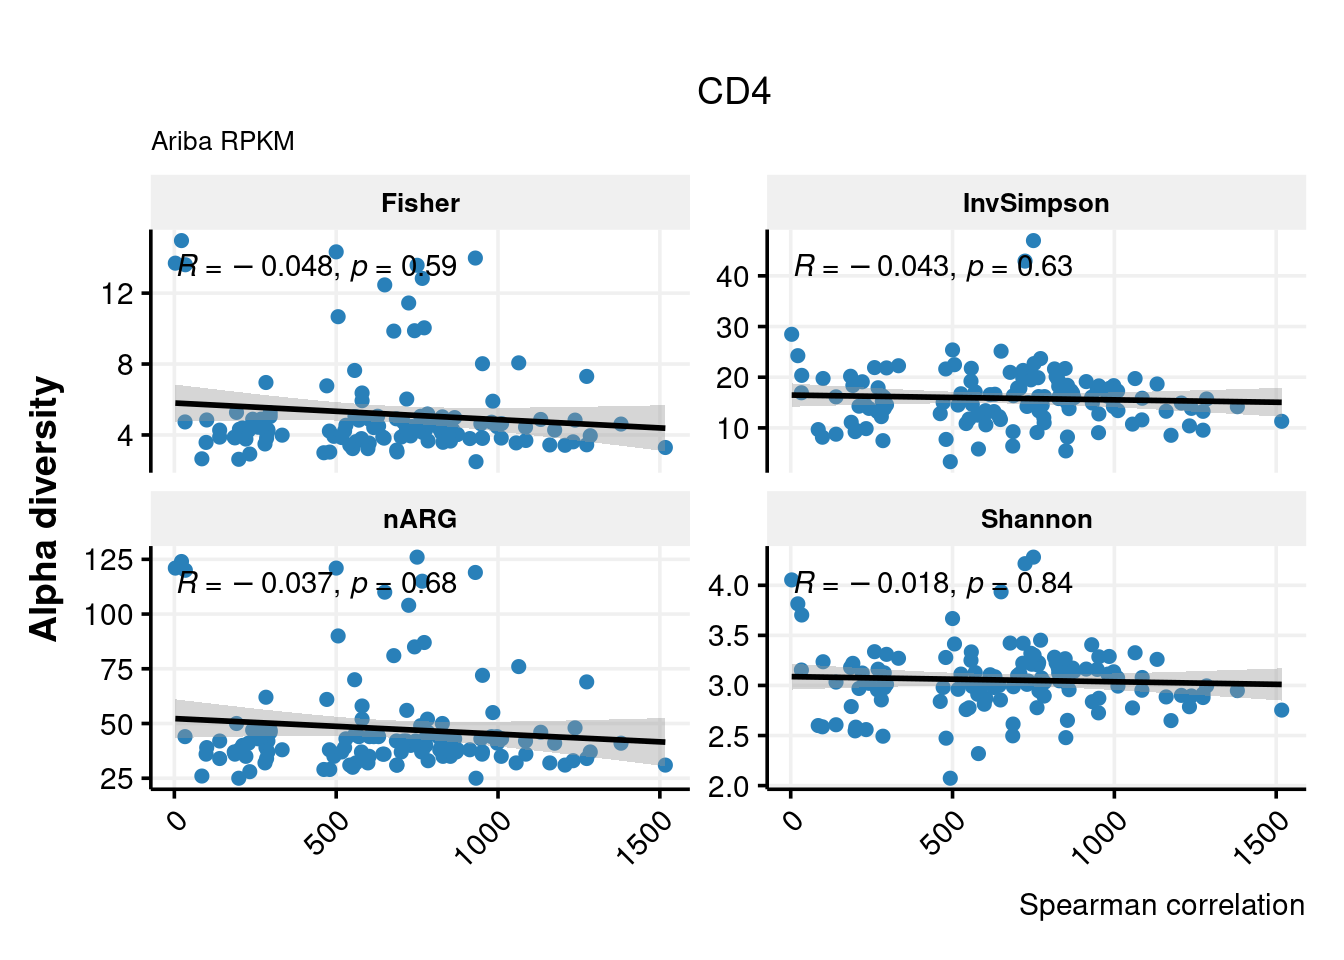 CD4
Ariba RPKM
Fisher
InvSimpson
R = − 0.048, p = 0.59
R = − 0.043, p = 0.63
12
8
4
40
30
20
10
Alpha diversity
nARG
Shannon
R = − 0.037, p = 0.68
R = − 0.018, p = 0.84
125
100
75
50
25
4.0
3.5
3.0
2.5
2.0
0
500
1000
1500
0
500
1000
1500
Spearman correlation